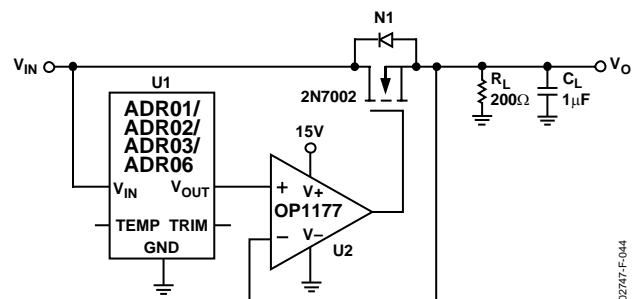 N1
V_IN
V_O
U1
2N7002
R_L
200Ω
C_L
1µF
ADR01/
ADR02/
ADR03/
ADR06
15V
V_IN
V_OUT
+
V+
OP1177
−
V−
U2
TEMP
TRIM
GND
02747-F-044